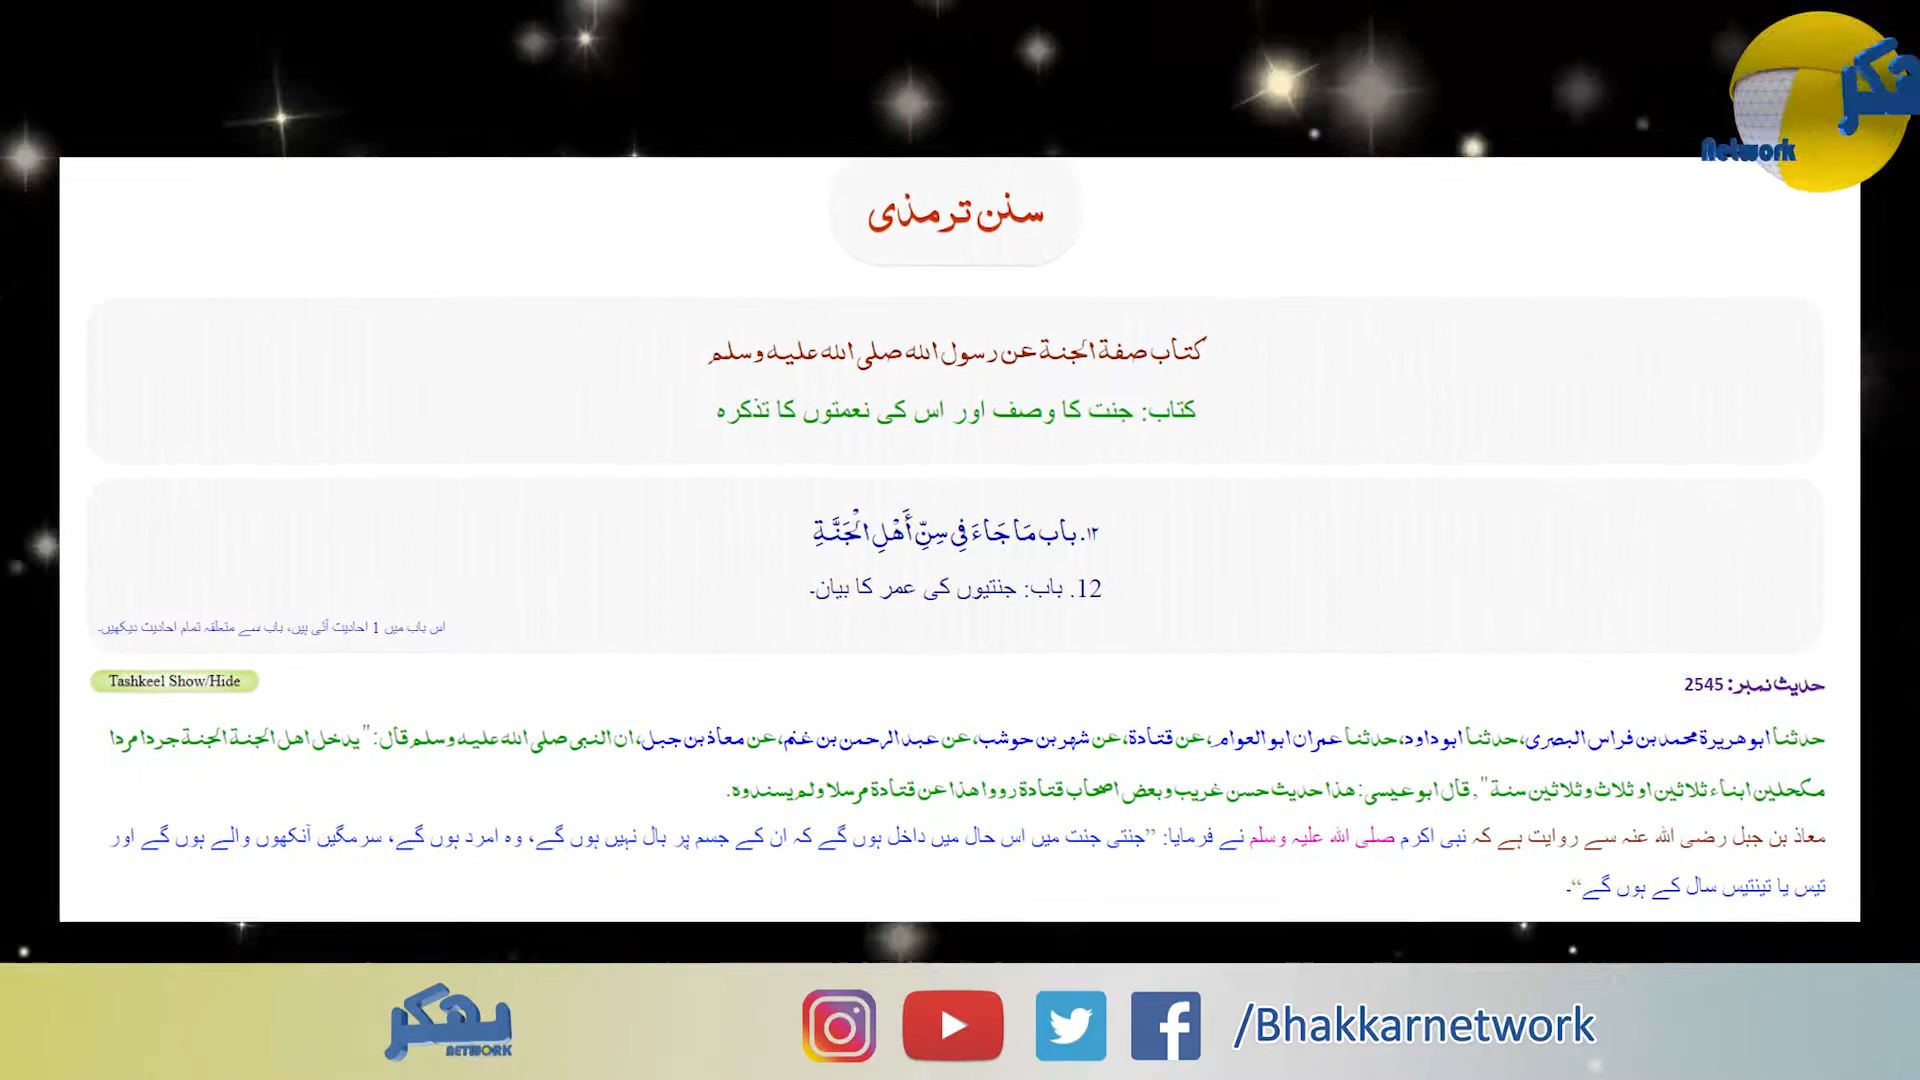 بھکر
Network
سنن ترمذی
کتاب صفة الجنة عن رسول الله صلى الله عليه وسلم
کتاب: جنت کا وصف اور اس کی نعمتوں کا تذکرہ
۱۲. باب مَا جَاءَ فِي سِنِّ أَهْلِ الْجَنَّةِ
12. باب: جنتیوں کی عمر کا بیان۔
اس باب میں 1 احادیث آئی ہیں، باب سے متعلقہ تمام احادیث دیکھیں۔
Tashkeel Show/Hide
حدیث نمبر: 2545
حدثنا ابو هريرة محمد بن فراس البصرى، حدثنا ابو داود، حدثنا عمران ابو العوام، عن قتادة، عن شهر بن حوشب، عن عبد الرحمن بن غنم، عن معاذ بن جبل، ان النبى صلى الله عليه وسلم قال: " يدخل اهل الجنة الجنة جردا مردا
مكحلين ابناء ثلاثين او ثلاث وثلاثين سنة ", قال ابو عيسى: هذا حديث حسن غريب وبعض اصحاب قتادة رووا هذا عن قتادة مرسلا ولم يسندوه.
معاذ بن جبل رضی الله عنہ سے روایت ہے کہ نبی اکرم صلی الله علیہ وسلم نے فرمایا: ”جنتی جنت میں اس حال میں داخل ہوں گے کہ ان کے جسم پر بال نہیں ہوں گے، وہ امرد ہوں گے، سرمگیں آنکھوں والے ہوں گے اور
تیس یا تینتیس سال کے ہوں گے“۔
بھکر
NETWORK
/Bhakkarnetwork